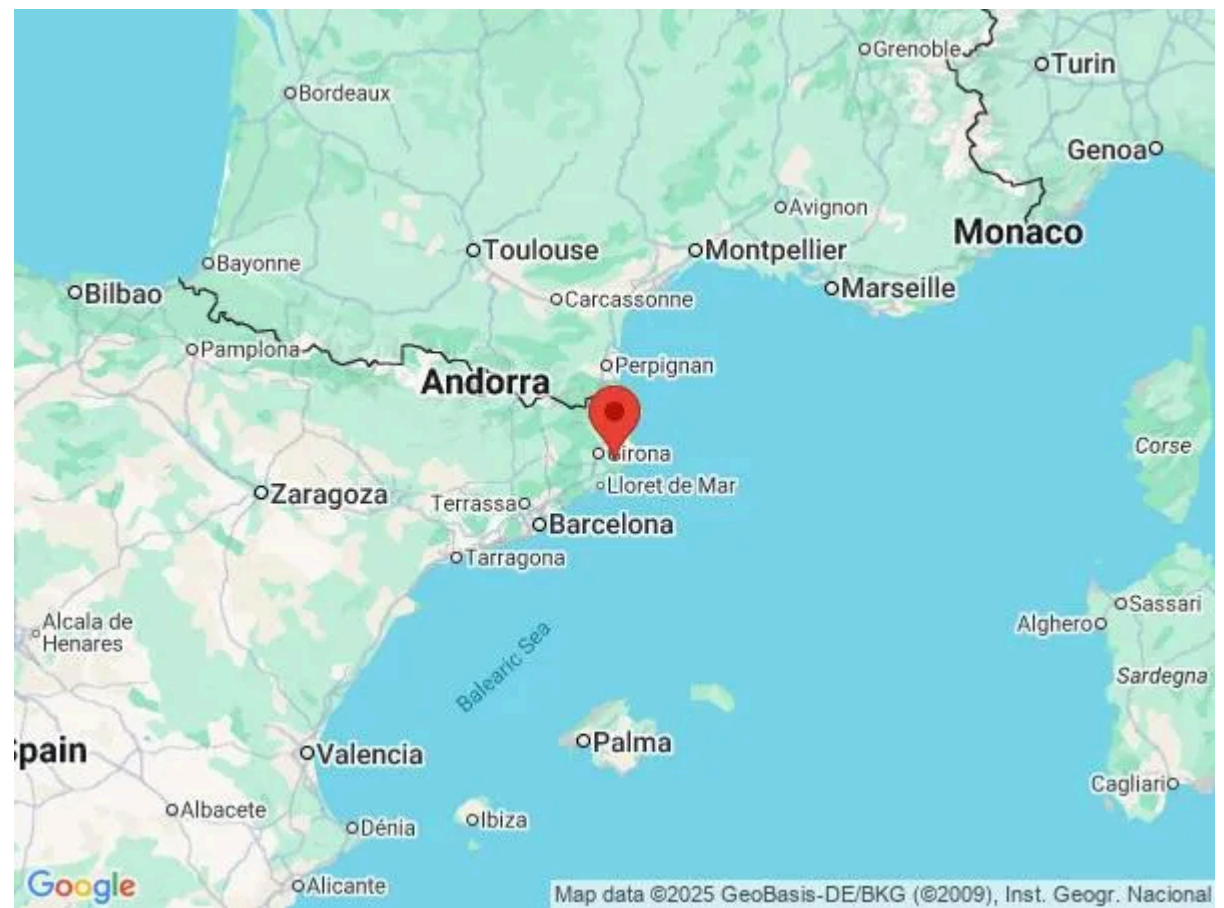 Grenoble
Turin
Bordeaux
Genoa
Avignon
Monaco
Toulouse
Montpellier
Bayonne
Bilbao
Marseille
Carcassonne
Pamplona
Perpignan
Andorra
Corse
Girona
Lloret de Mar
Zaragoza
Terrassa
Barcelona
Tarragona
Sassari
Alghero
Alcala de
Henares
Balearic Sea
Sardegna
Palma
Spain
Valencia
Cagliari
Albacete
Ibiza
Dénia
Google
Alicante
Map data ©2025 GeoBasis-DE/BKG (©2009), Inst. Geogr. Nacional